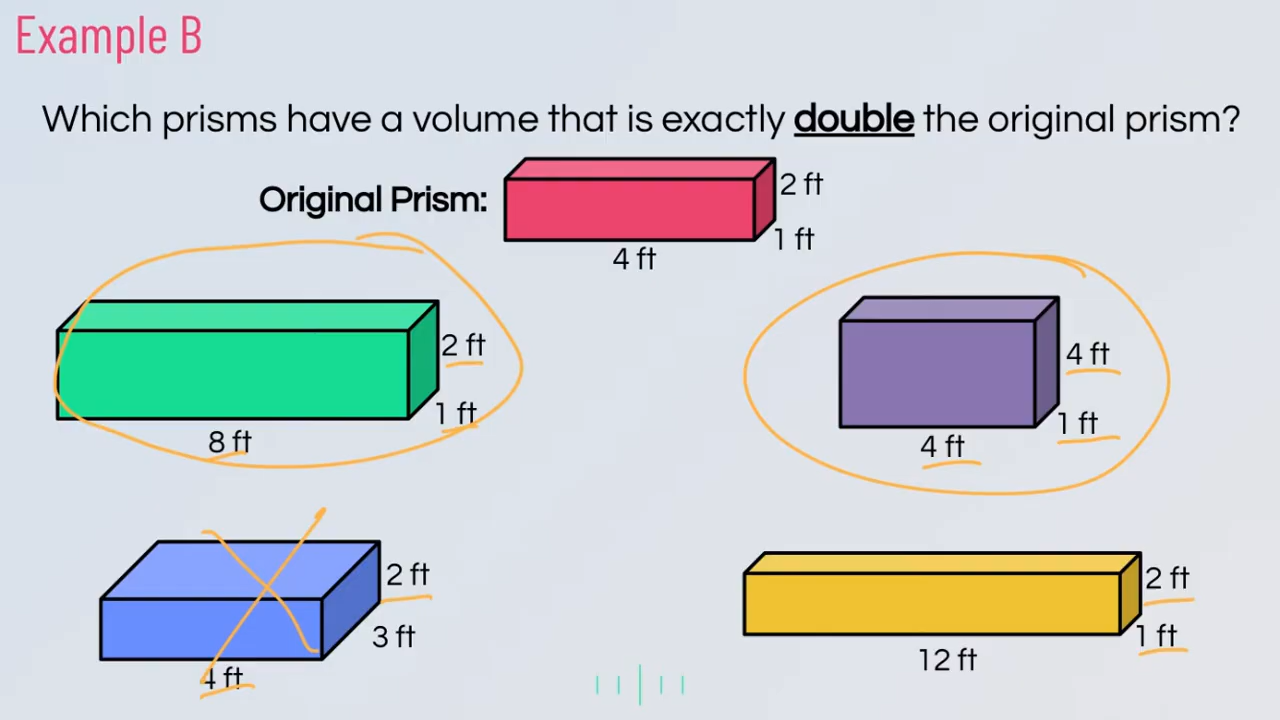 Example B
Which prisms have a volume that is exactly double the original prism?
Original Prism:
2 ft
1 ft
4 ft
2 ft
1 ft
8 ft
4 ft
1 ft
4 ft
2 ft
3 ft
4 ft
2 ft
1 ft
12 ft